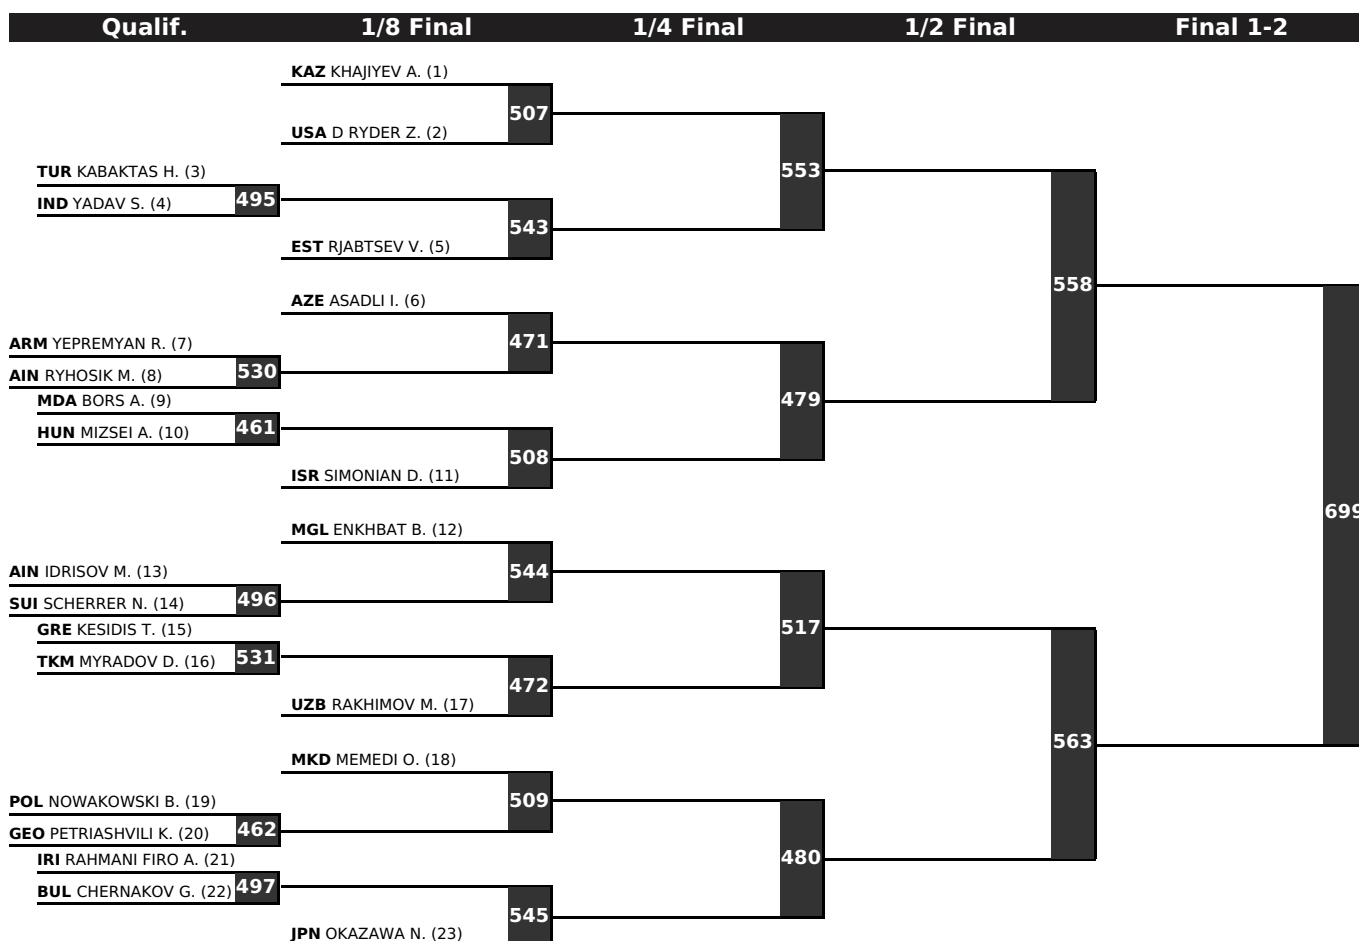 Qualif. 1/8 Final 1/4 Final 1/2 Final Final 1-2
KAZ KHAJIYEV A. (1)
507
USA D RYDER Z. (2)
TUR KABAKTAS H. (3)
553
IND YADAV S. (4)
495
543
EST RJABTSEV V. (5)
558
AZE ASADLI I. (6)
471
ARM YEPREMYAN R. (7)
530
AIN RYHOSIK M. (8)
MDA BORS A. (9)
479
HUN MIZSEI A. (10)
461
508
ISR SIMONIAN D. (11)
699
MGL ENKHBAT B. (12)
544
AIN IDRISOV M. (13)
496
SUI SCHERRER N. (14)
GRE KESIDIS T. (15)
517
TKM MYRADOV D. (16)
531
472
UZB RAKHIMOV M. (17)
563
MKD MEMEDI O. (18)
509
POL NOWAKOWSKI B. (19)
462
GEO PETRIASHVILI K. (20)
IRI RAHMANI FIRO A. (21)
480
BUL CHERNAKOV G. (22)
497
545
JPN OKAZAWA N. (23)